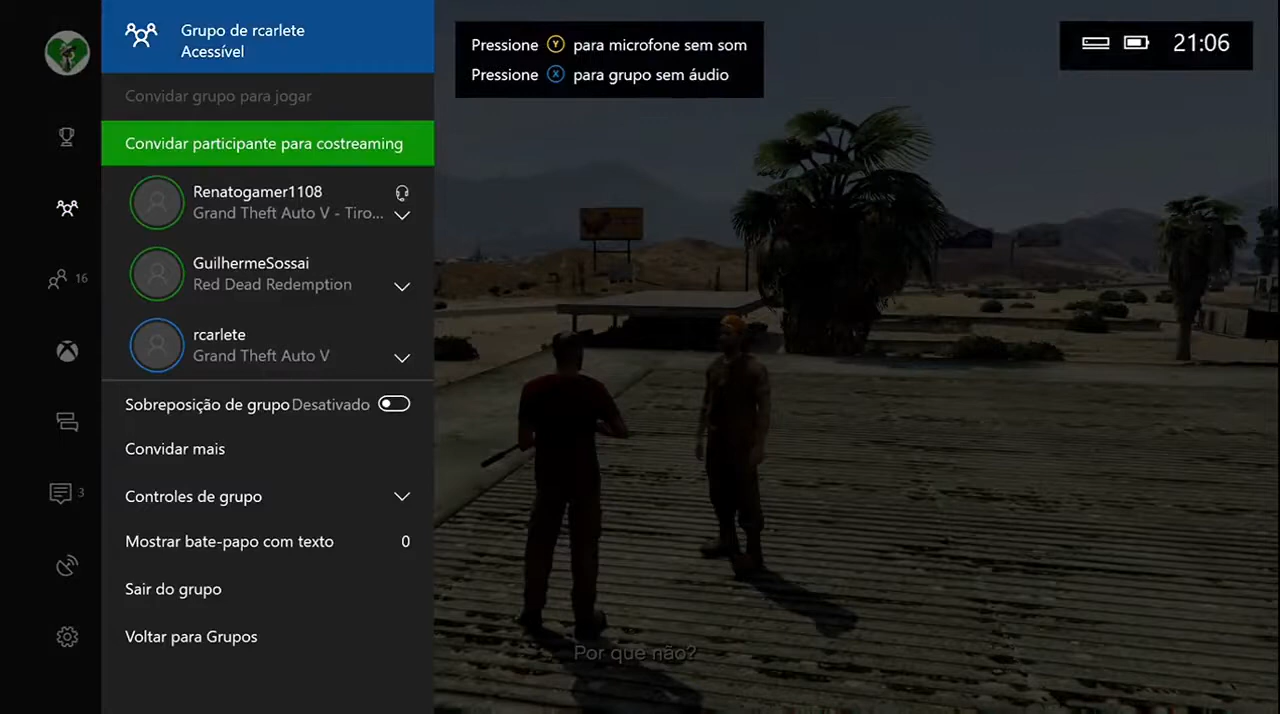 Grupo de rcarlete
Acessível
Convidar grupo para jogar
Convidar participante para costreaming
Renatogamer1108
Grand Theft Auto V - Tiro...
GuilhermeSossai
Red Dead Redemption
rcarlete
Grand Theft Auto V
Sobreposição de grupo Desativado
Convidar mais
Controles de grupo
Mostrar bate-papo com texto 0
Sair do grupo
Voltar para Grupos
16
3
Pressione Y para microfone sem som
Pressione X para grupo sem áudio
21:06
Por que não?